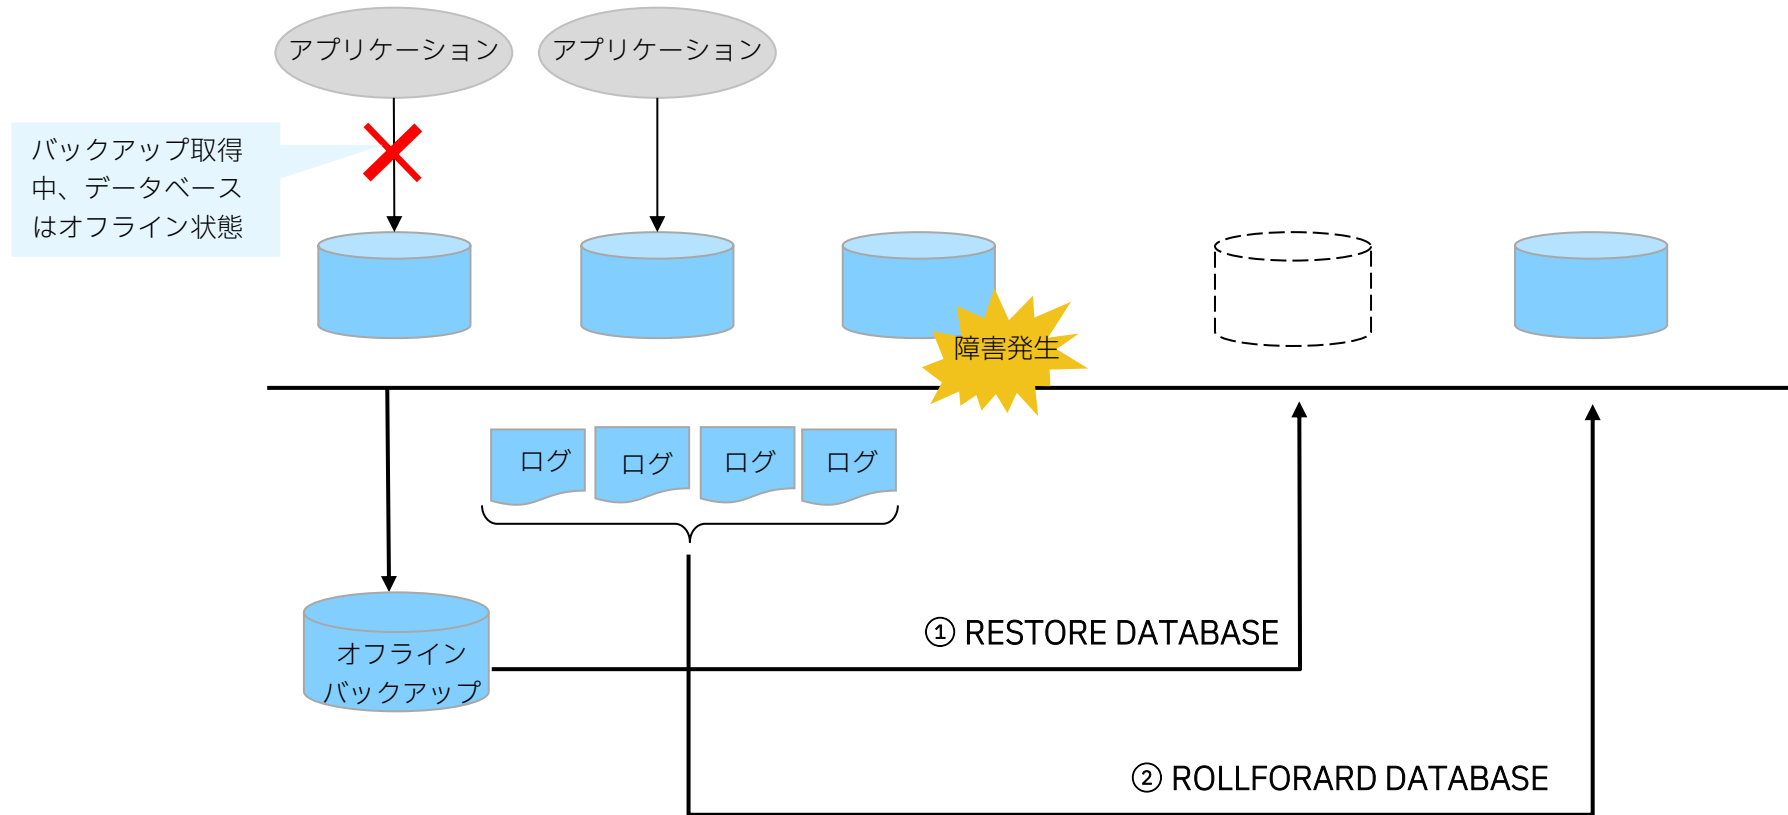 アプリケーション
アプリケーション
バックアップ取得
中、データベース
はオフライン状態
障害発生
ログ
ログ
ログ
ログ
オフライン
バックアップ
① RESTORE DATABASE
② ROLLFORARD DATABASE